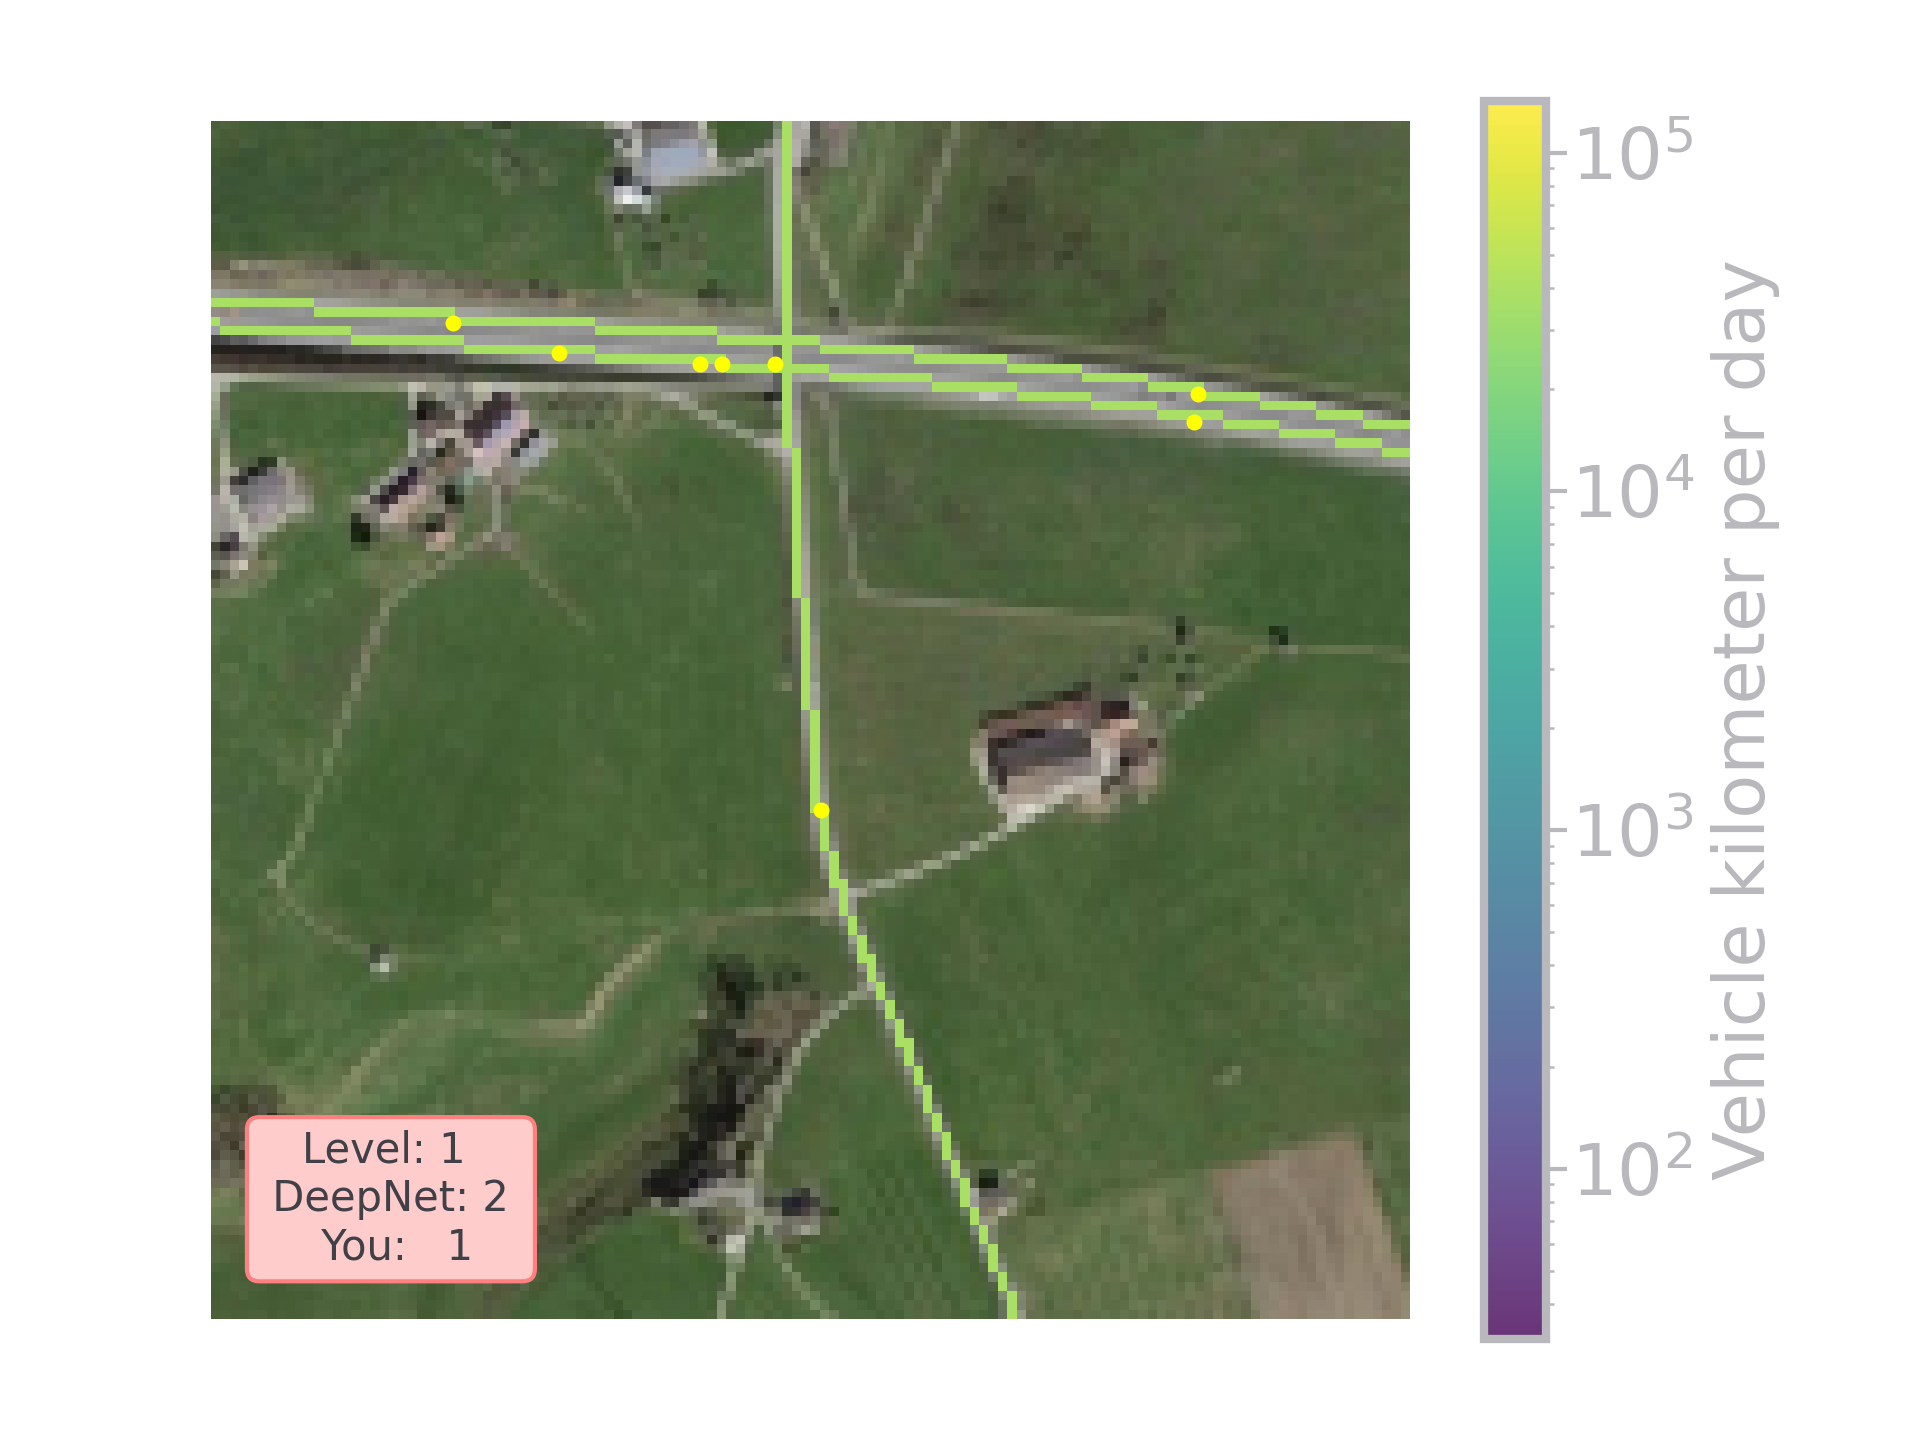 Level: 1
DeepNet: 2
You: 1
10⁵
10⁴
10³
10²
Vehicle kilometer per day